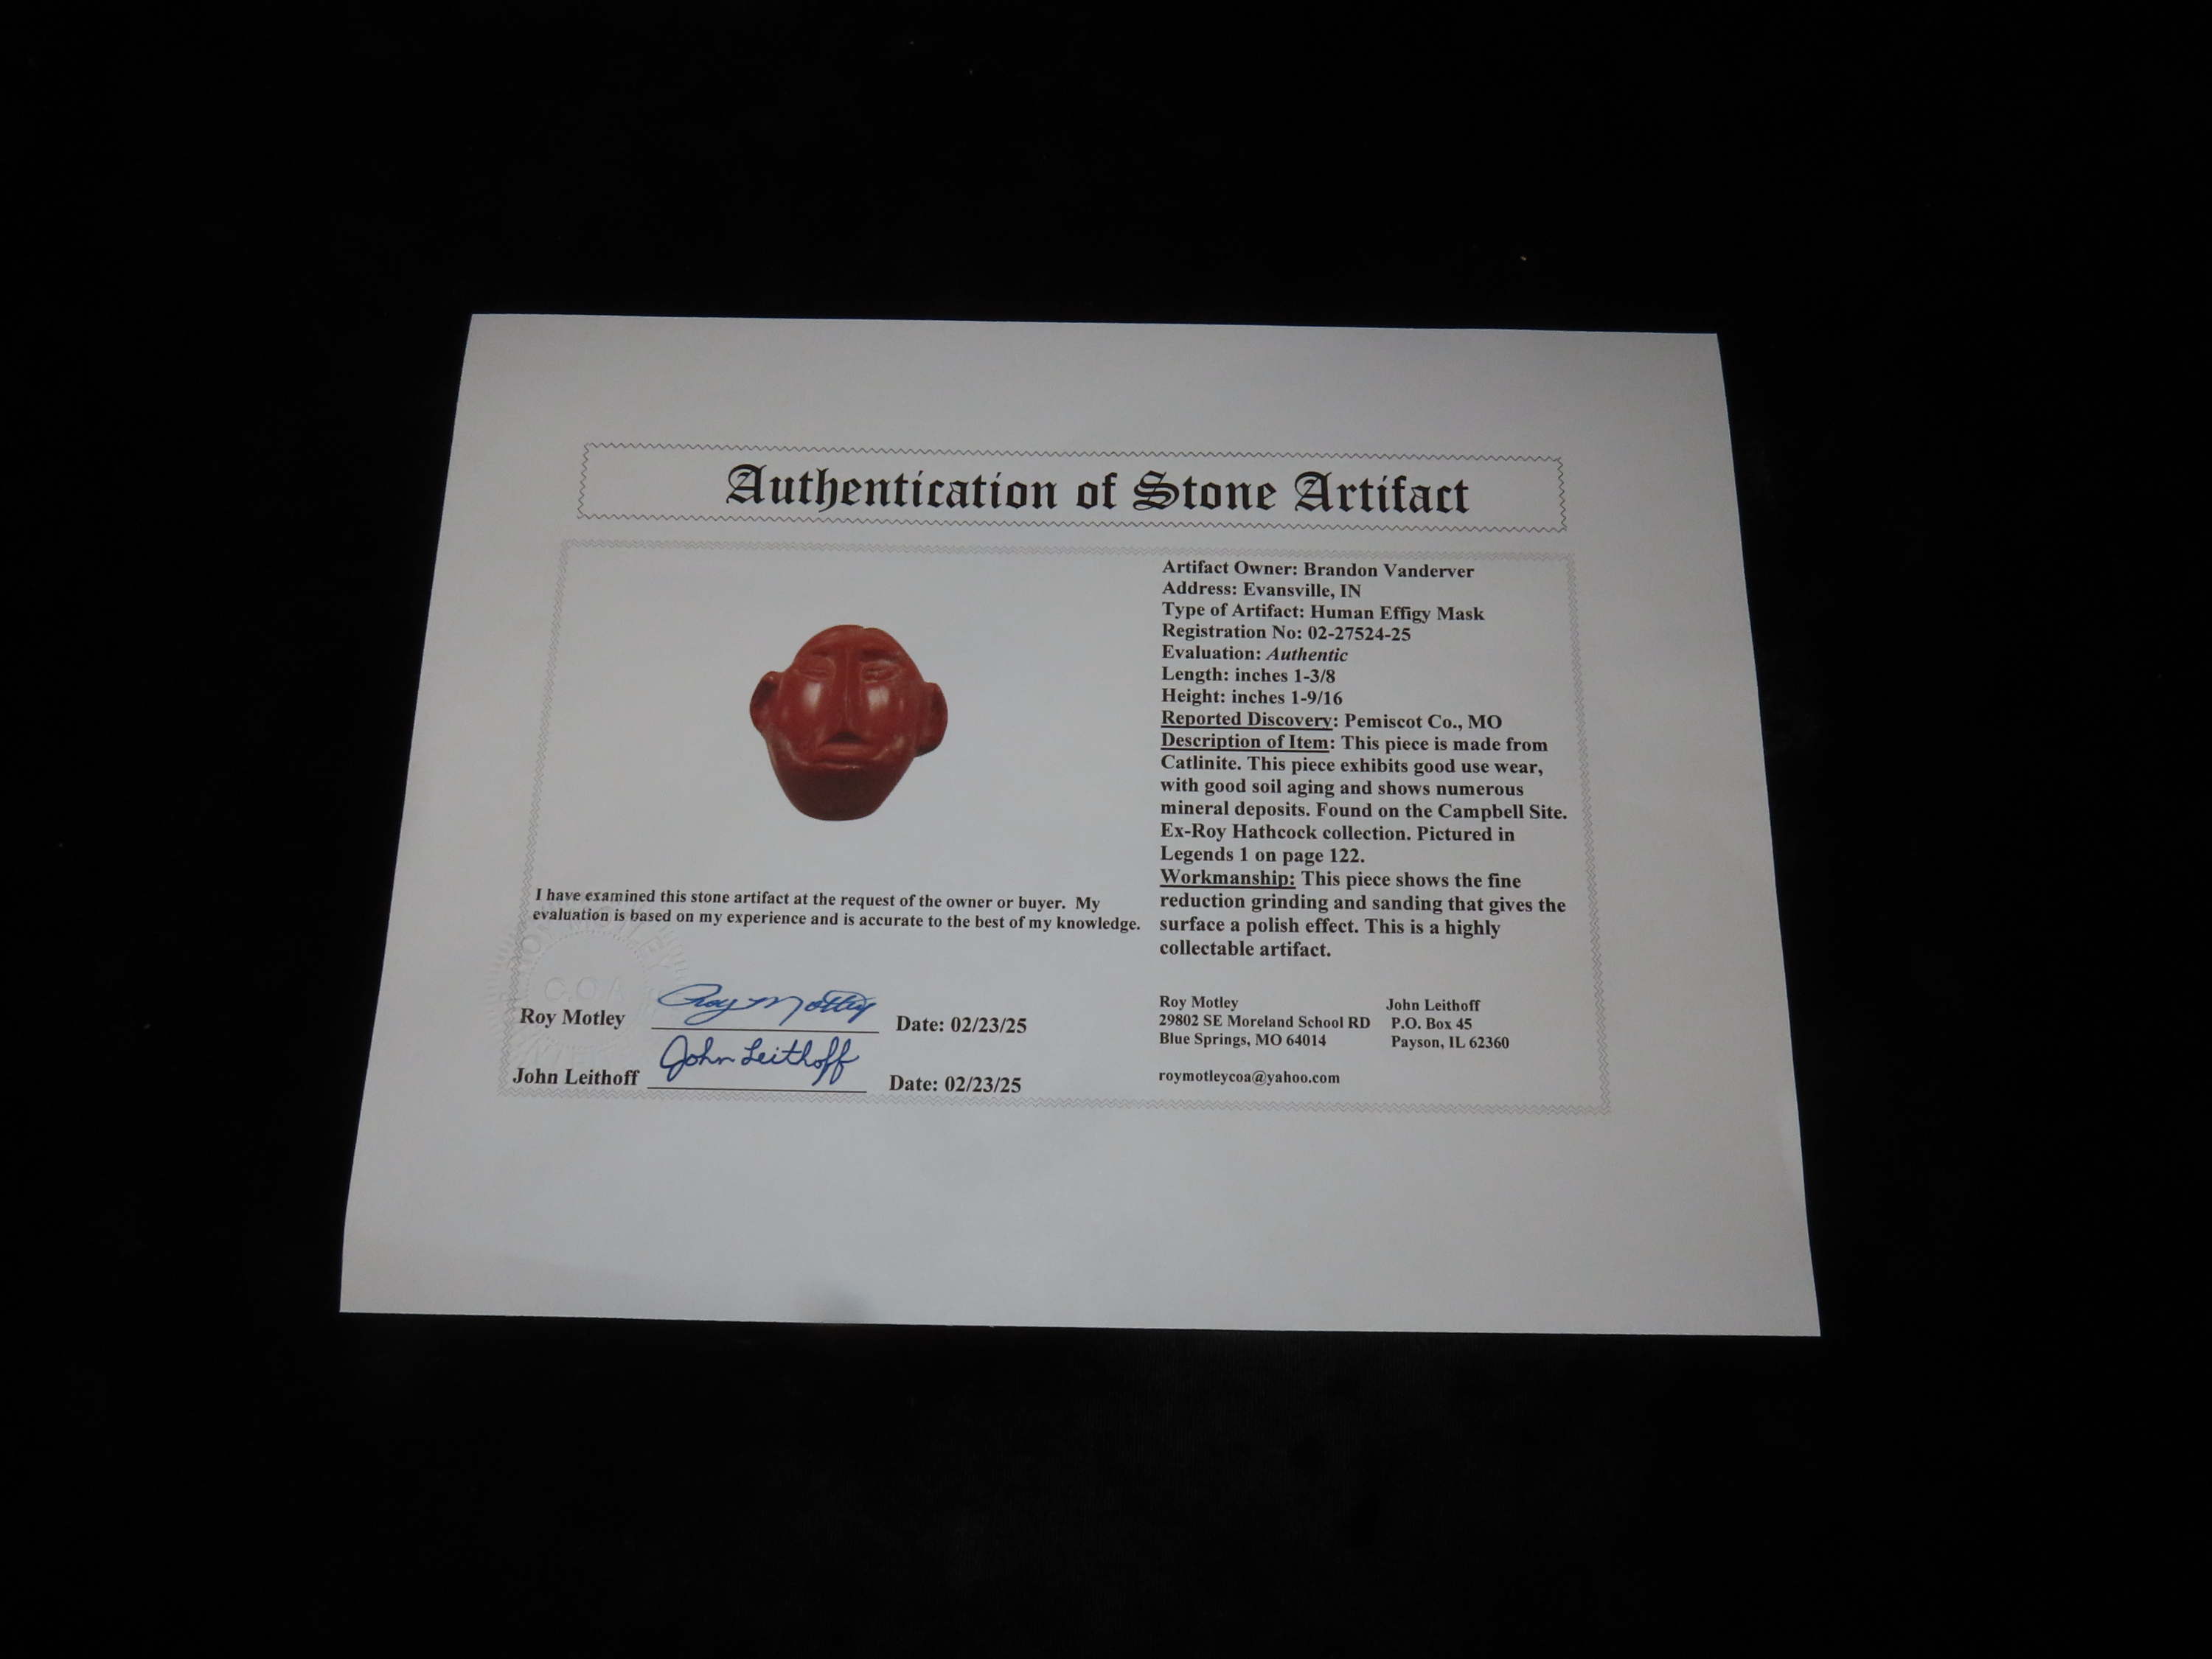 Authentication of Stone Artifact
Artifact Owner: Brandon Vanderver
Address: Evansville, IN
Type of Artifact: Human Effigy Mask
Registration No: 02-27524-25
Evaluation: Authentic
Length: inches 1-3/8
Height: inches 1-9/16
Reported Discovery: Pemiscot Co., MO
Description of Item: This piece is made from
Catlinite. This piece exhibits good use wear,
with good soil aging and shows numerous
mineral deposits. Found on the Campbell Site.
Ex-Roy Hathcock collection. Pictured in
Legends 1 on page 122.
Workmanship: This piece shows the fine
reduction grinding and sanding that gives the
surface a polish effect. This is a highly
collectable artifact.
I have examined this stone artifact at the request of the owner or buyer. My
evaluation is based on my experience and is accurate to the best of my knowledge.
ROY MOTLEY
C.O.A
Roy Motley Roy Motley Date: 02/23/25
John Leithoff John Leithoff Date: 02/23/25
Roy Motley
29802 SE Moreland School RD
Blue Springs, MO 64014
roymotleycoa@yahoo.com
John Leithoff
P.O. Box 45
Payson, IL 62360